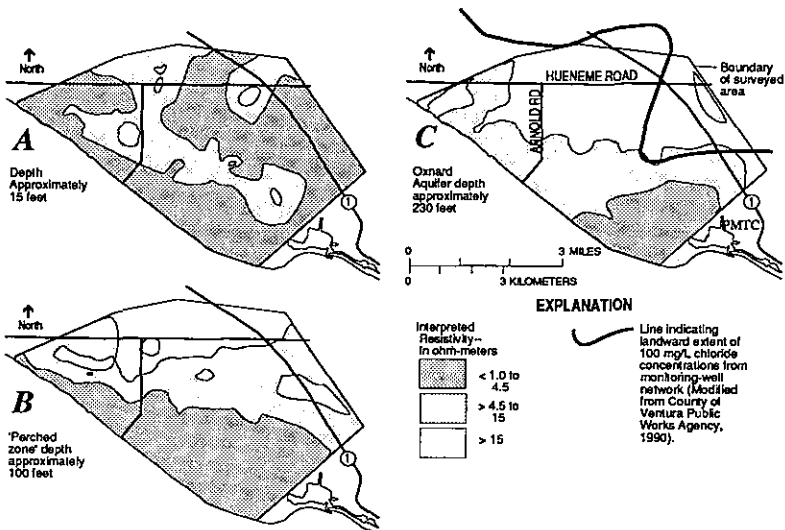 North
A
Depth
Approximately
15 feet
1
North
B
'Perched
zone' depth
approximately
100 feet
1
North
HUENEME ROAD
ARNOLD RD
Boundary
of surveyed
area
C
Oxnard
Aquifer depth
approximately
230 feet
1
PMTC
0 3 MILES
0 3 KILOMETERS
EXPLANATION
Interpreted
Resistivity--
in ohm-meters
< 1.0 to
4.5
> 4.5 to
15
> 15
Line indicating
landward extent of
100 mg/L chloride
concentrations from
monitoring-well
network (Modified
from County of
Ventura Public
Works Agency,
1990).